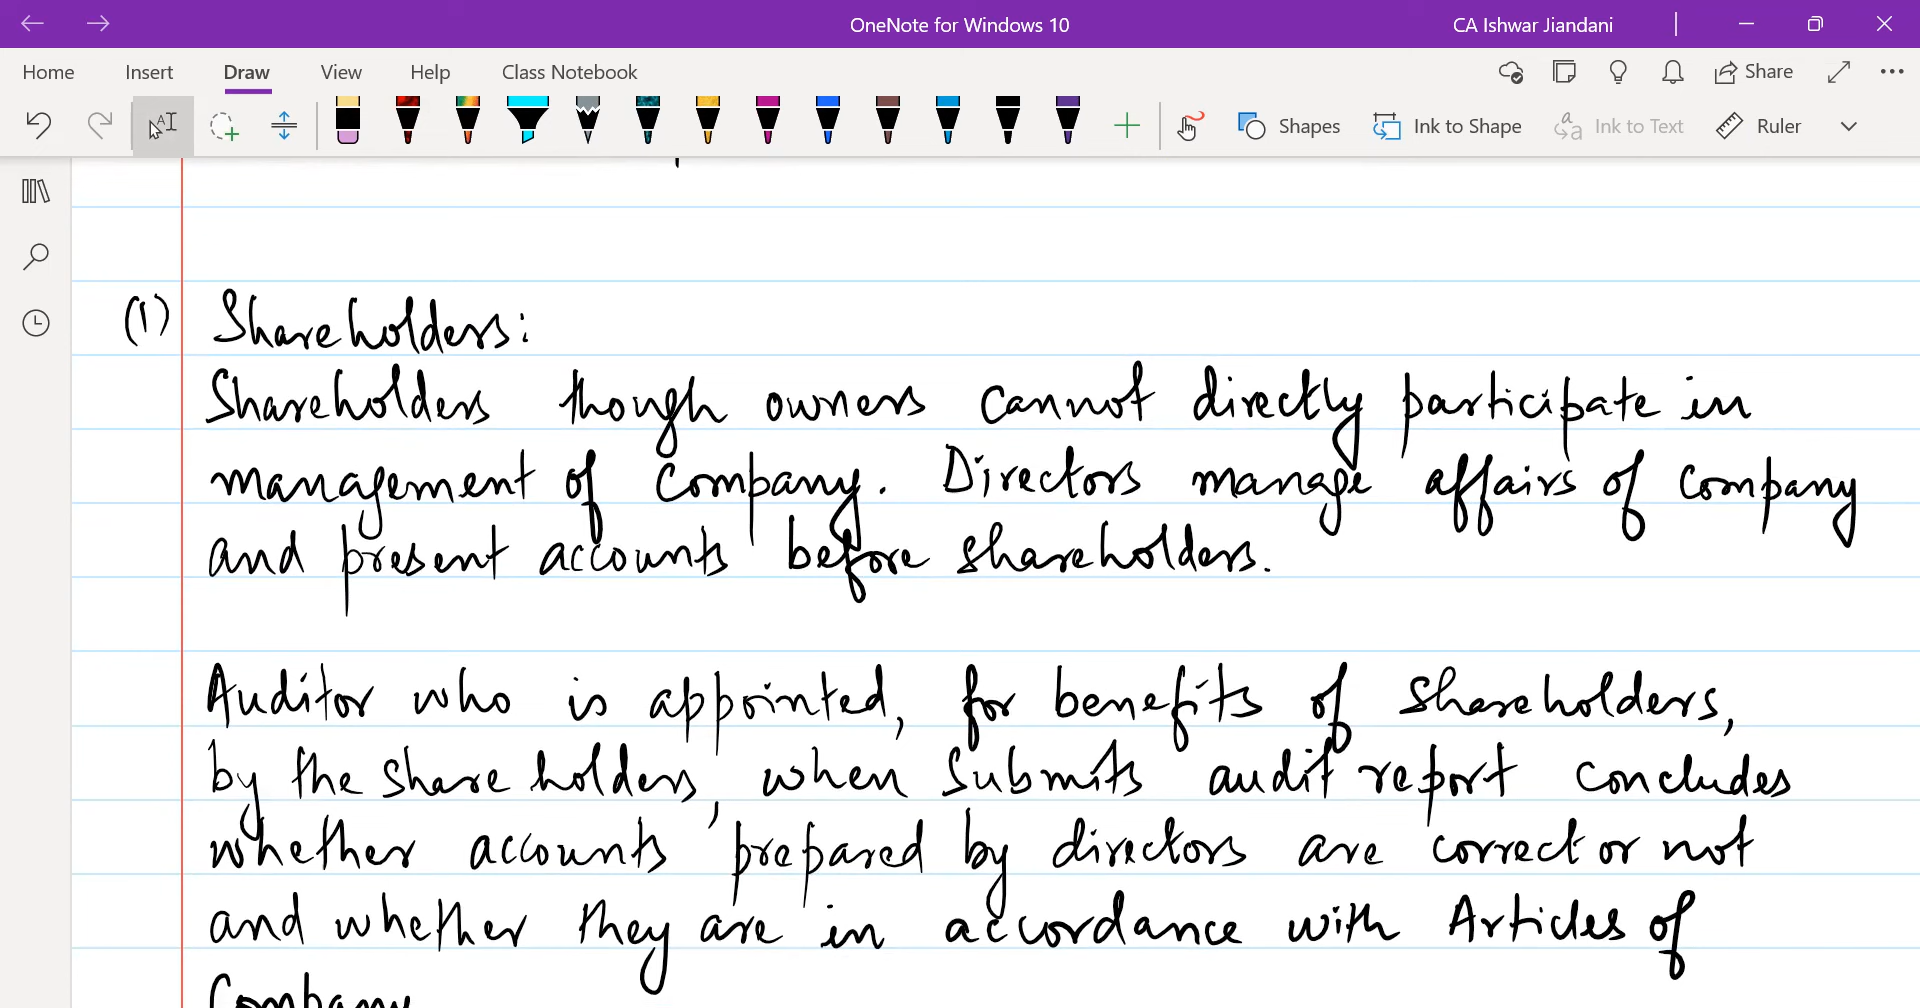 OneNote for Windows 10
CA Ishwar Jiandani
Home Insert Draw View Help Class Notebook
Share
Shapes Ink to Shape Ink to Text Ruler
(1) Shareholders:
Shareholders though owners cannot directly participate in
management of company. Directors manage affairs of company
and present accounts before shareholders.
Auditor who is appointed, for benefits of shareholders,
by the share holders, when submits audit report concludes
whether accounts prepared by directors are correct or not
and whether they are in accordance with Articles of
Company